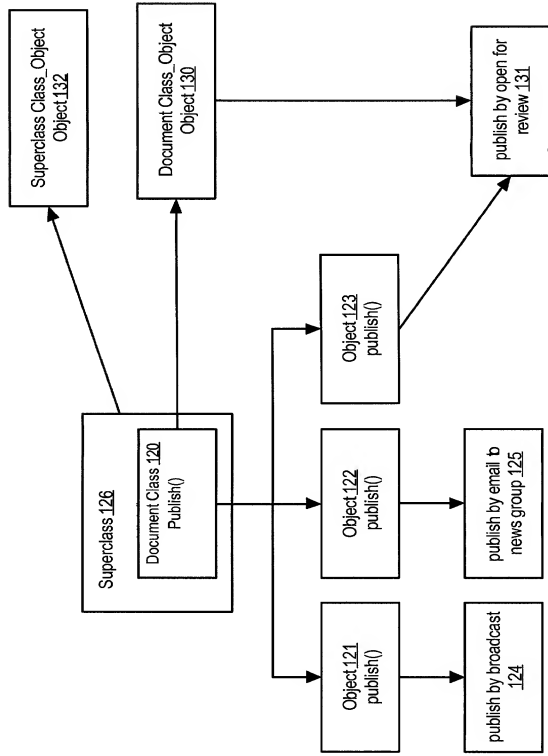 Superclass Class_Object
Object 132
Superclass 126
Document Class 120
Publish()
Document Class_Object
Object 130
Object 121
publish()
Object 122
publish()
Object 123
publish()
publish by broadcast
124
publish by email to
news group 125
publish by open for
review 131